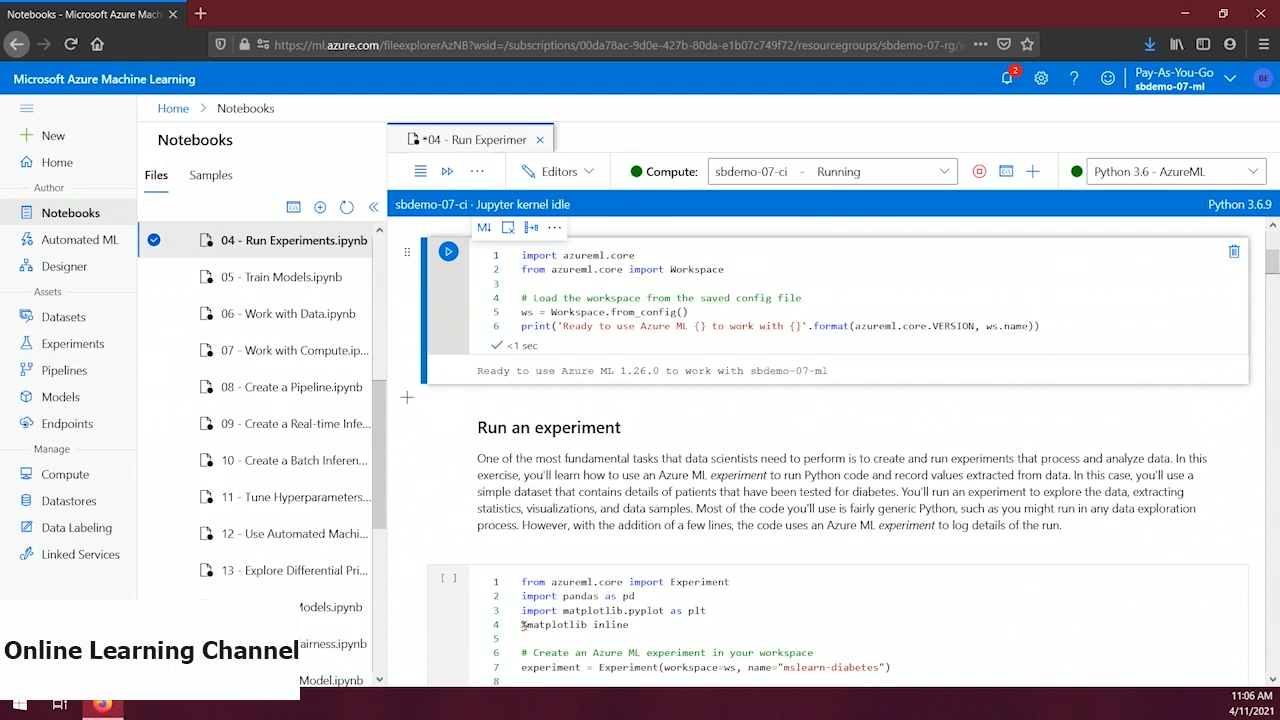 Notebooks - Microsoft Azure Mach
https://ml.azure.com/fileexplorerAzNB?wsid=/subscriptions/00da78ac-9d0e-427b-80da-e1b07c749f72/resourcegroups/sbdemo-07-rg/
Microsoft Azure Machine Learning
2
Pay-As-You-Go
sbdemo-07-ml
BE
New
Home
Author
Notebooks
Automated ML
Designer
Assets
Datasets
Experiments
Pipelines
Models
Endpoints
Manage
Compute
Datastores
Data Labeling
Linked Services
Home > Notebooks
Notebooks
Files Samples
04 - Run Experiments.ipynb
05 - Train Models.ipynb
06 - Work with Data.ipynb
07 - Work with Compute.ip...
08 - Create a Pipeline.ipynb
09 - Create a Real-time Infe...
10 - Create a Batch Inferen...
11 - Tune Hyperparameters...
12 - Use Automated Machi...
13 - Explore Differential Pri...
Models.ipynb
airness.ipynb
Model.ipynb
*04 - Run Experimer
Editors
Compute: sbdemo-07-ci - Running
Python 3.6 - AzureML
sbdemo-07-ci · Jupyter kernel idle
Python 3.6.9
M↓
1 import azureml.core
2 from azureml.core import Workspace
3
4 # Load the workspace from the saved config file
5 ws = Workspace.from_config()
6 print('Ready to use Azure ML {} to work with {}'.format(azureml.core.VERSION, ws.name))
<1 sec
Ready to use Azure ML 1.26.0 to work with sbdemo-07-ml
Run an experiment
One of the most fundamental tasks that data scientists need to perform is to create and run experiments that process and analyze data. In this
exercise, you'll learn how to use an Azure ML experiment to run Python code and record values extracted from data. In this case, you'll use a
simple dataset that contains details of patients that have been tested for diabetes. You'll run an experiment to explore the data, extracting
statistics, visualizations, and data samples. Most of the code you'll use is fairly generic Python, such as you might run in any data exploration
process. However, with the addition of a few lines, the code uses an Azure ML experiment to log details of the run.
[ ]
1 from azureml.core import Experiment
2 import pandas as pd
3 import matplotlib.pyplot as plt
4 %matplotlib inline
5
6 # Create an Azure ML experiment in your workspace
7 experiment = Experiment(workspace=ws, name="mslearn-diabetes")
8
Online Learning Channel
11:06 AM
4/11/2021